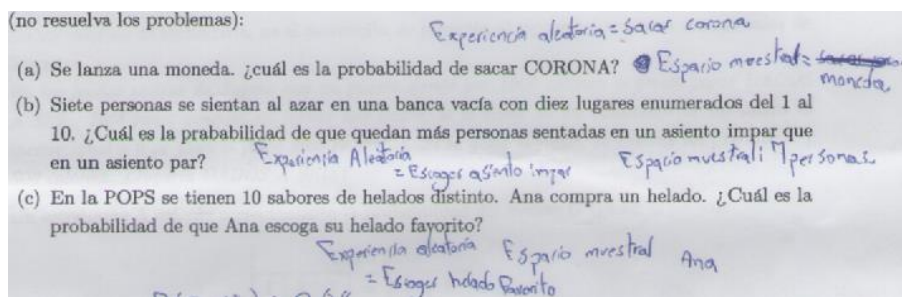 (no resuelva los problemas):
Experiencia aleatoria = Sacar corona
(a) Se lanza una moneda. ¿cuál es la probabilidad de sacar CORONA? Espacio muestral=
moneda
(b) Siete personas se sientan al azar en una banca vacía con diez lugares enumerados del 1 al
10. ¿Cuál es la prababilidad de que quedan más personas sentadas en un asiento impar que
en un asiento par? Experiencia Aleatoria
= Escoger asiento impar Espacio muestral: 7 personas
(c) En la POPS se tienen 10 sabores de helados distinto. Ana compra un helado. ¿Cuál es la
probabilidad de que Ana escoga su helado favorito?
Experiencia aleatoria Espacio muestral Ana
= Escoger helado favorito